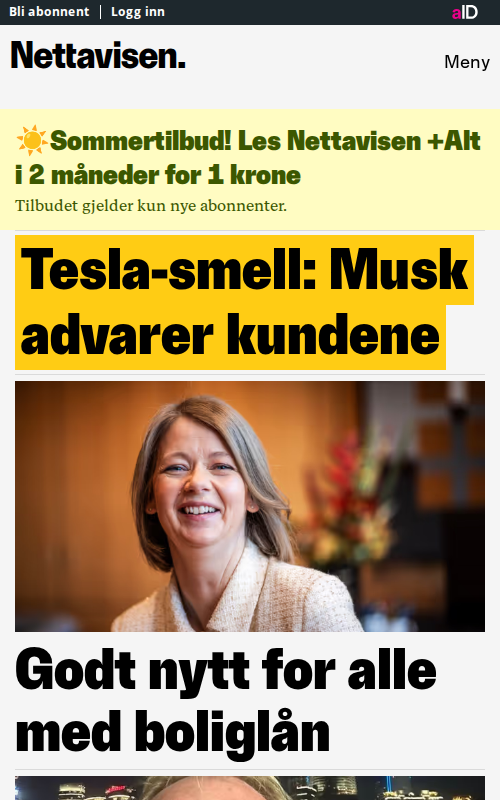 Bli abonnent | Logg inn
aID
Nettavisen.
Meny
☀️Sommertilbud! Les Nettavisen +Alt
i 2 måneder for 1 krone
Tilbudet gjelder kun nye abonnenter.
Tesla-smell: Musk
advarer kundene
Godt nytt for alle
med boliglån